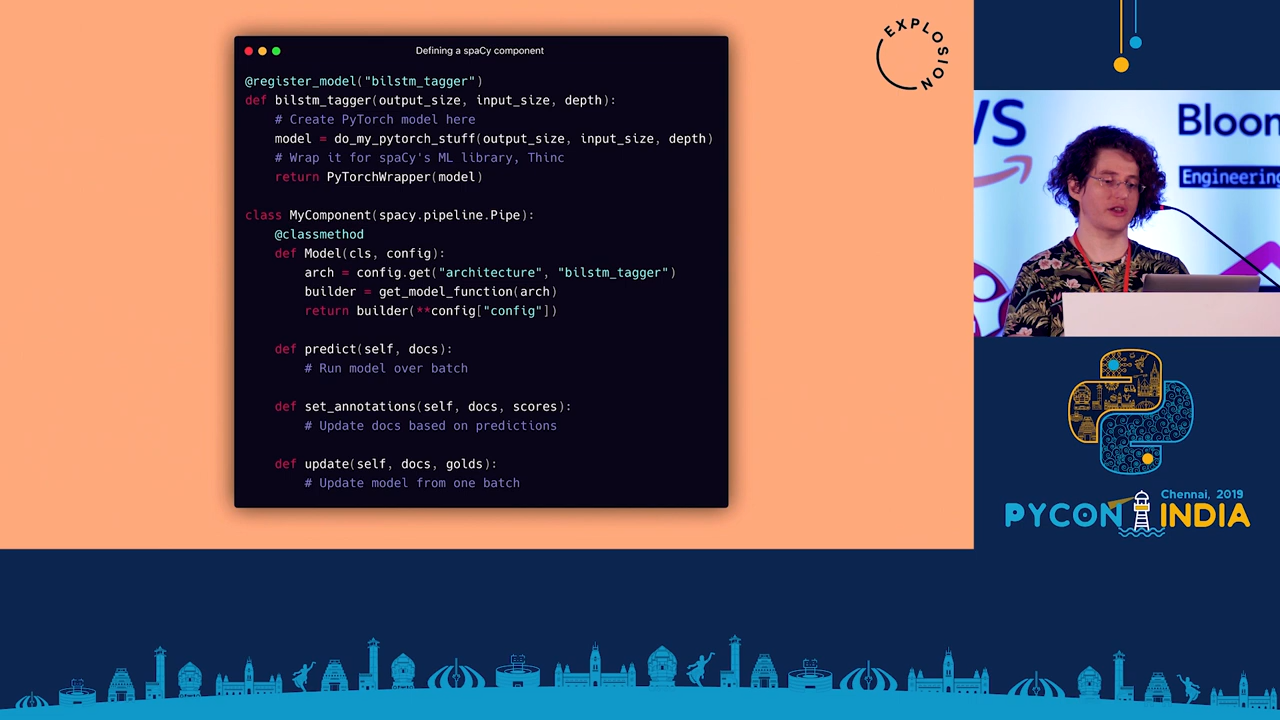 Defining a spaCy component
@register_model("bilstm_tagger")
def bilstm_tagger(output_size, input_size, depth):
# Create PyTorch model here
model = do_my_pytorch_stuff(output_size, input_size, depth)
# Wrap it for spaCy's ML library, Thinc
return PyTorchWrapper(model)
class MyComponent(spacy.pipeline.Pipe):
@classmethod
def Model(cls, config):
arch = config.get("architecture", "bilstm_tagger")
builder = get_model_function(arch)
return builder(**config["config"])
def predict(self, docs):
# Run model over batch
def set_annotations(self, docs, scores):
# Update docs based on predictions
def update(self, docs, golds):
# Update model from one batch
EXPLOSION
WS
Bloom
Engineering
Chennai, 2019
PYCON INDIA